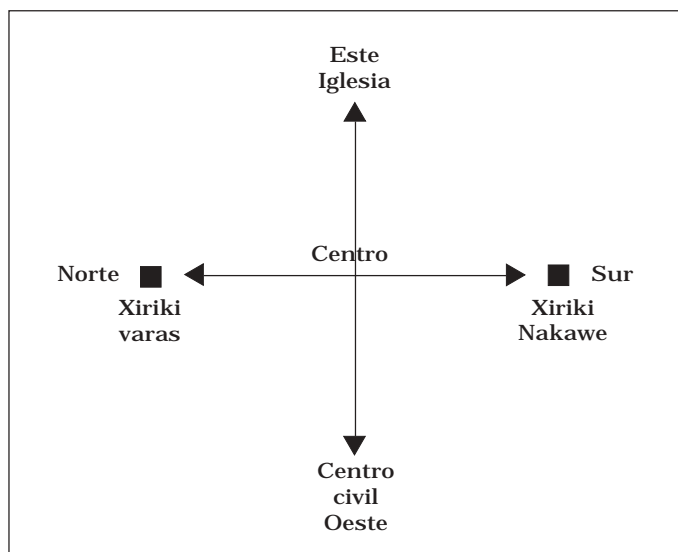 Este
Iglesia
Centro
Norte
Xiriki
varas
Sur
Xiriki
Nakawe
Centro
civil
Oeste